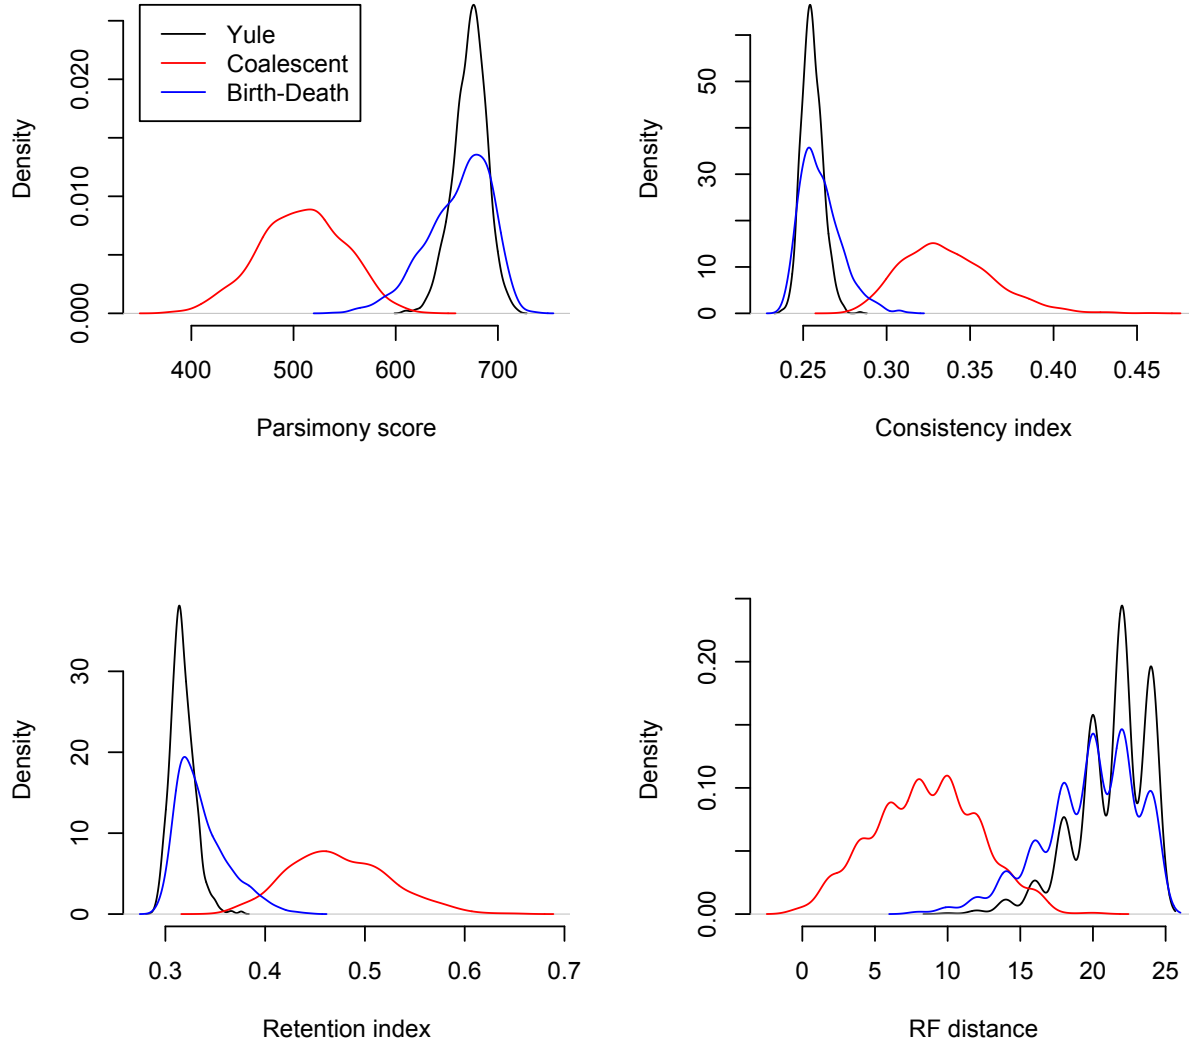 Yule
Coalescent
Birth-Death
Density
0.000
0.010
0.020
400 500 600 700
Parsimony score
Density
0 10 30 50
0.25 0.30 0.35 0.40 0.45
Consistency index
Density
0 10 20 30
0.3 0.4 0.5 0.6 0.7
Retention index
Density
0.00 0.10 0.20
0 5 10 15 20 25
RF distance